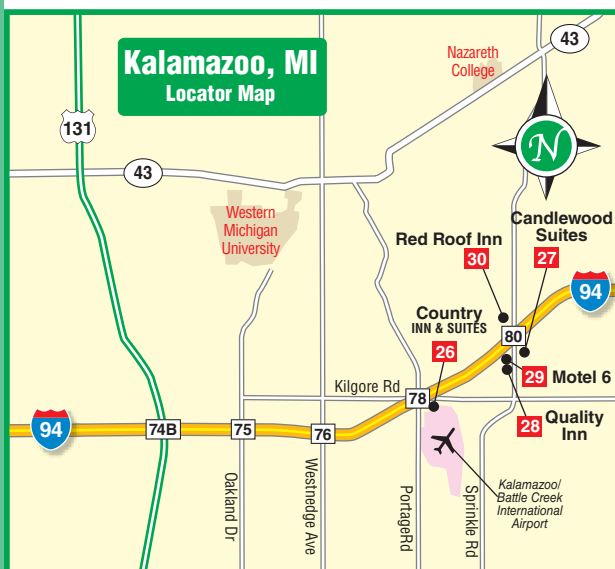 Kalamazoo, MI
Locator Map
43
Nazareth
College
131
43
N
Western
Michigan
University
Red Roof Inn
30
Candlewood
Suites
27
94
Country
INN & SUITES
26
80
29 Motel 6
Kilgore Rd
78
28 Quality
Inn
94
74B
75
76
Oakland Dr
Westnedge Ave
PortageRd
Sprinkle Rd
Kalamazoo/
Battle Creek
International
Airport